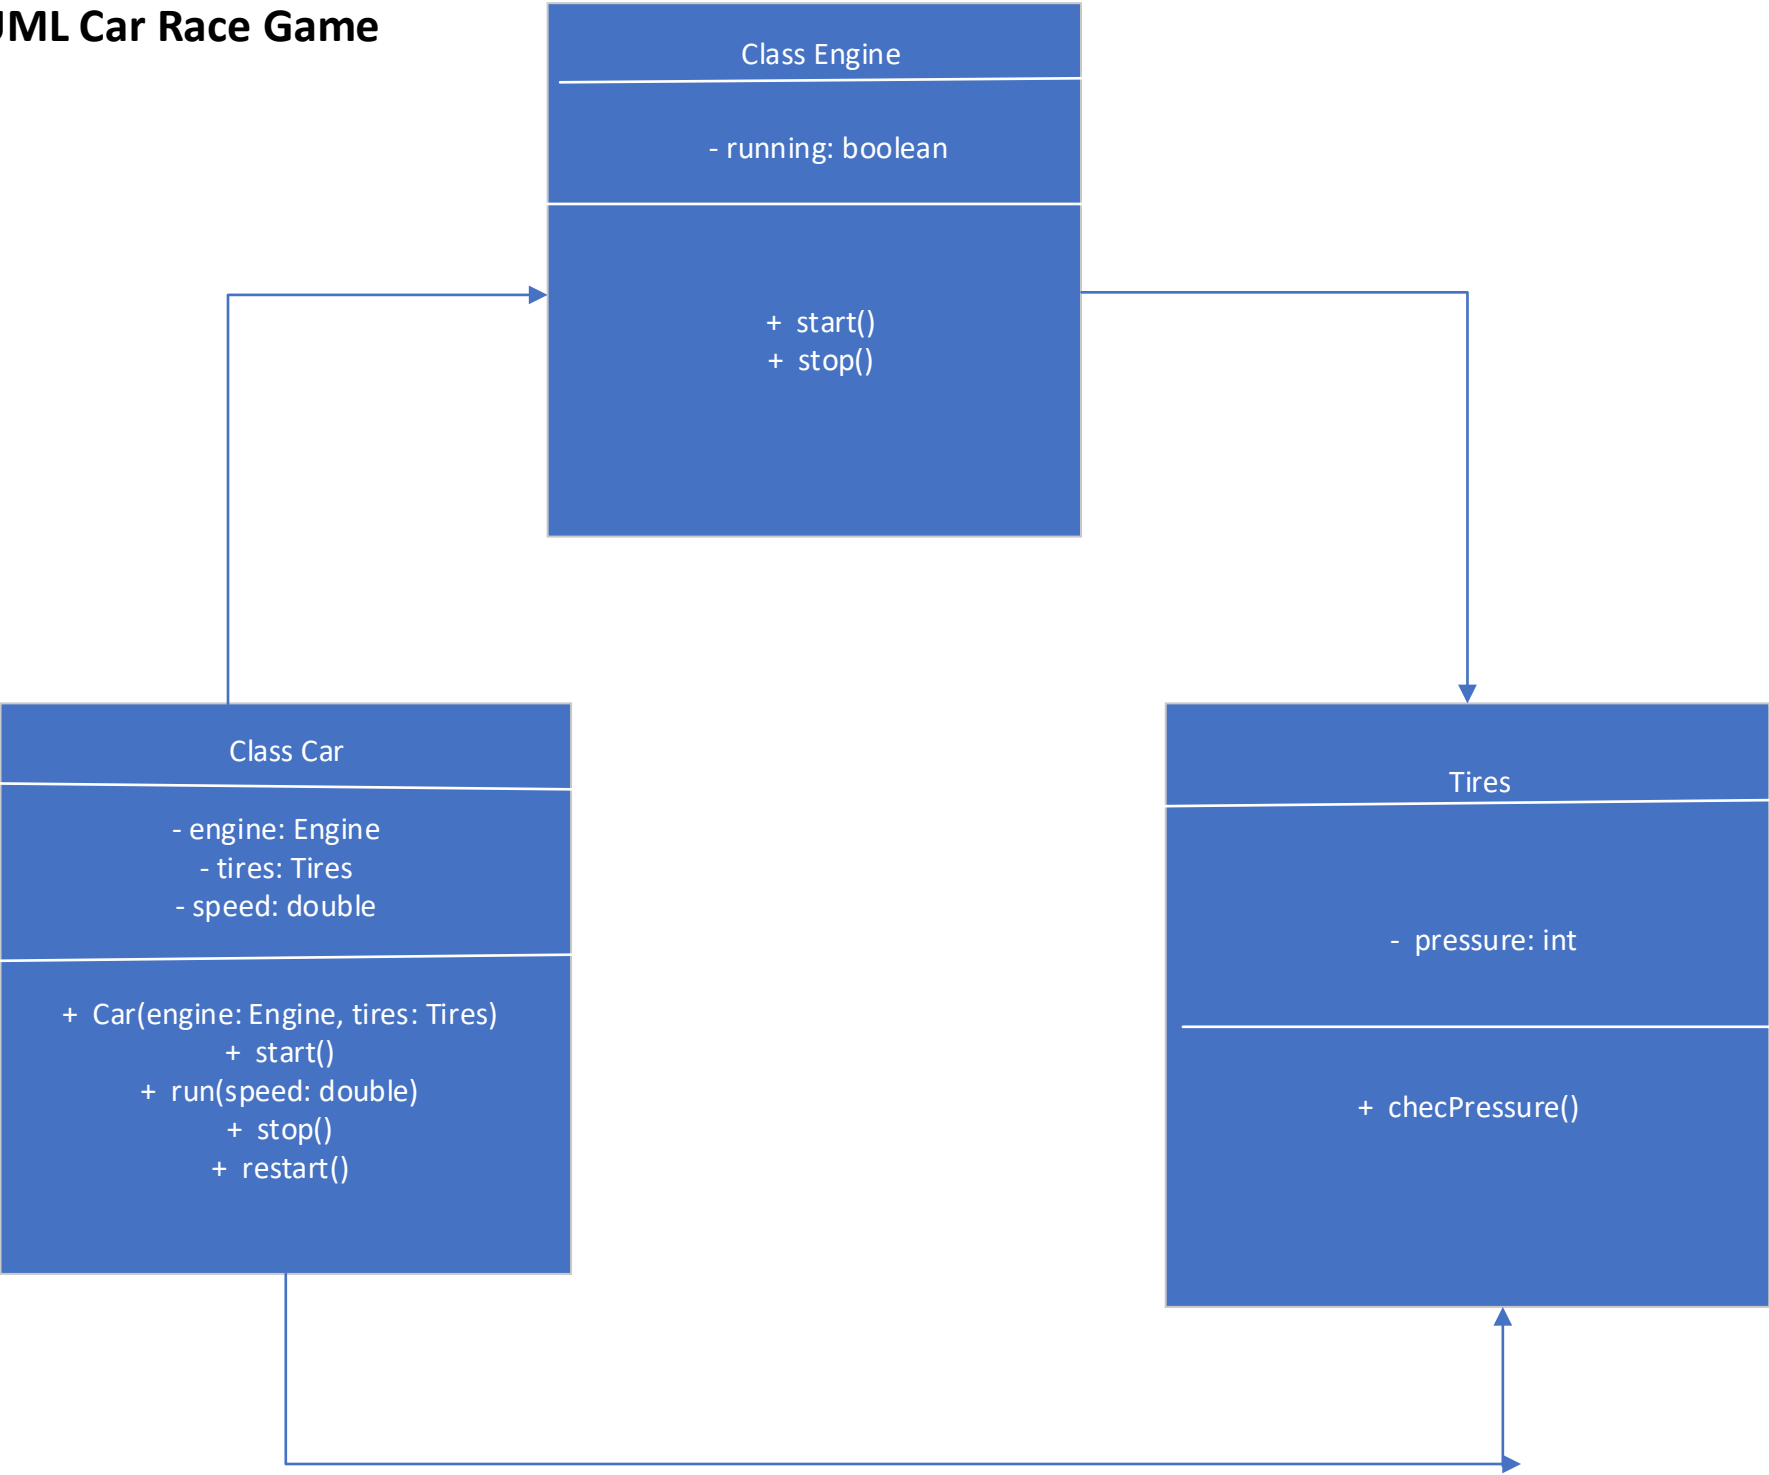 UML Car Race Game
Class Engine
- running: boolean
+ start()
+ stop()
Class Car
- engine: Engine
- tires: Tires
- speed: double
+ Car(engine: Engine, tires: Tires)
+ start()
+ run(speed: double)
+ stop()
+ restart()
Tires
- pressure: int
+ checPressure()